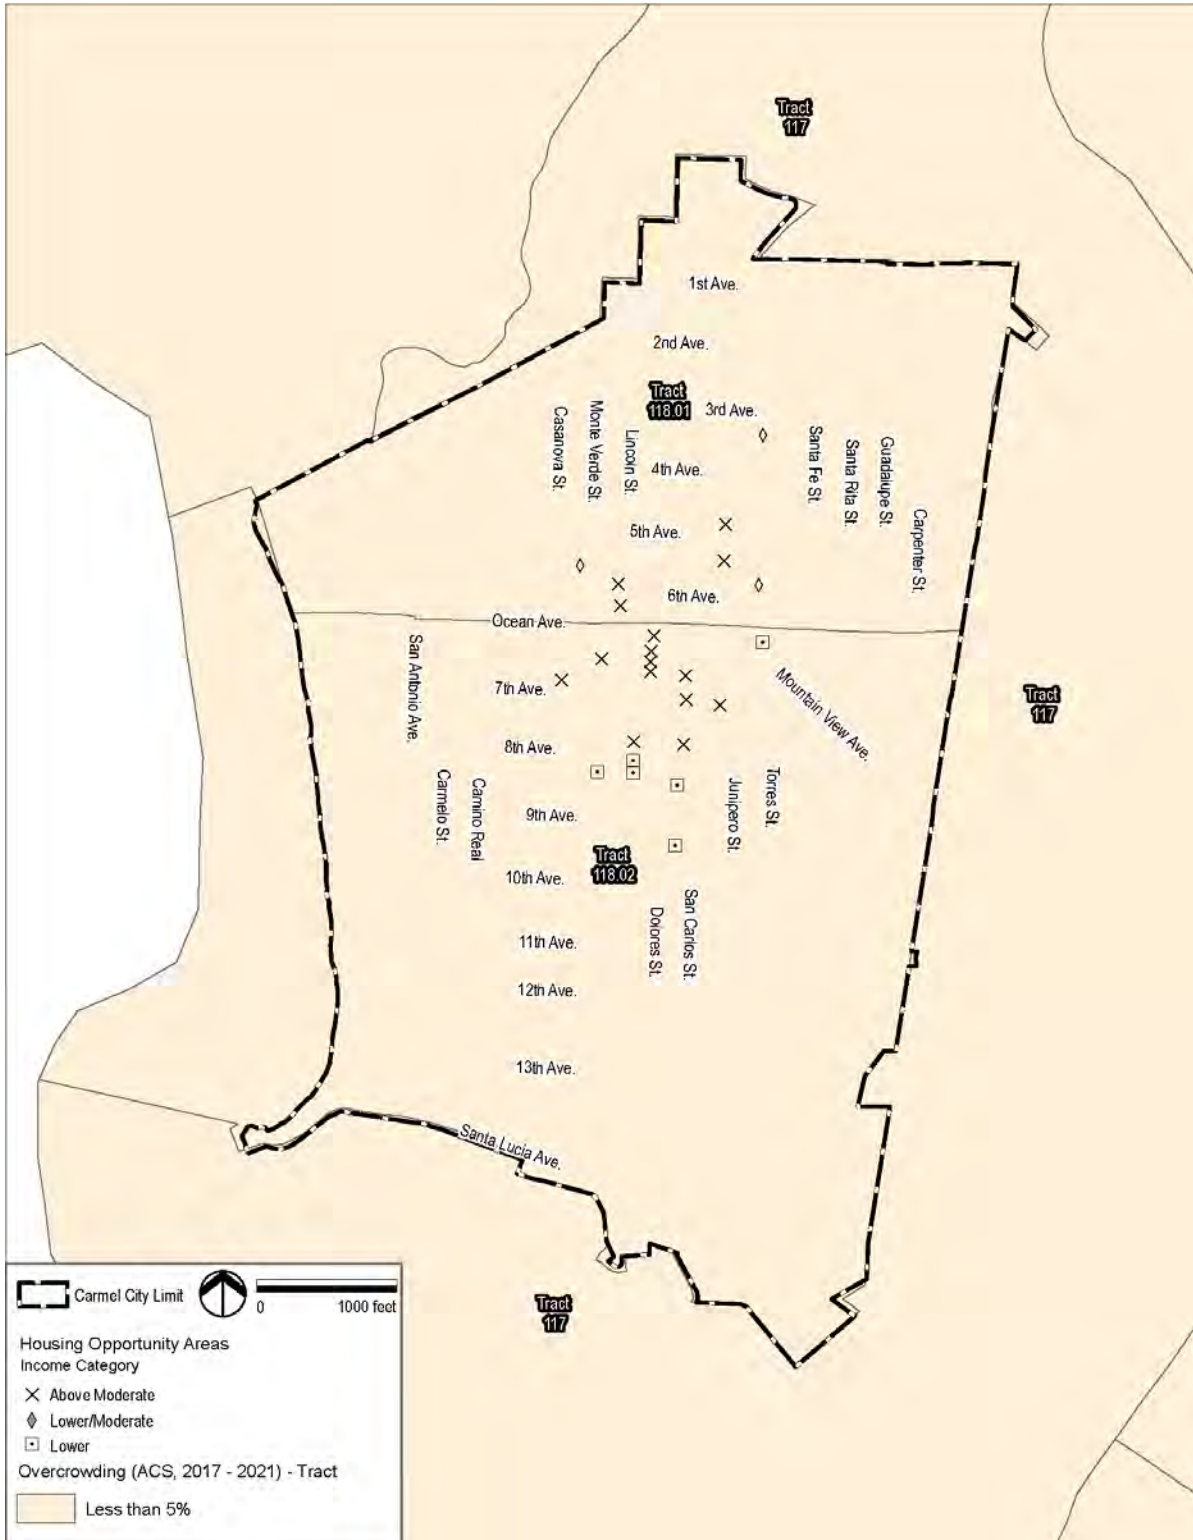 Tract
117
1st Ave.
2nd Ave.
Tract
118.01
3rd Ave.
Casanova St.
Monte Verde St.
Lincoln St.
4th Ave.
Santa Fe St.
Santa Rita St.
Guadalupe St.
Carpenter St.
5th Ave.
6th Ave.
Ocean Ave.
San Antonio Ave.
7th Ave.
Mountain View Ave.
Tract
117
8th Ave.
Carmelo St.
Camino Real
Junipero St.
Torres St.
9th Ave.
Tract
118.02
10th Ave.
Dolores St.
San Carlos St.
11th Ave.
12th Ave.
13th Ave.
Santa Lucia Ave.
Tract
117
Carmel City Limit
0 1000 feet
Housing Opportunity Areas
Income Category
Above Moderate
Lower/Moderate
Lower
Overcrowding (ACS, 2017 - 2021) - Tract
Less than 5%